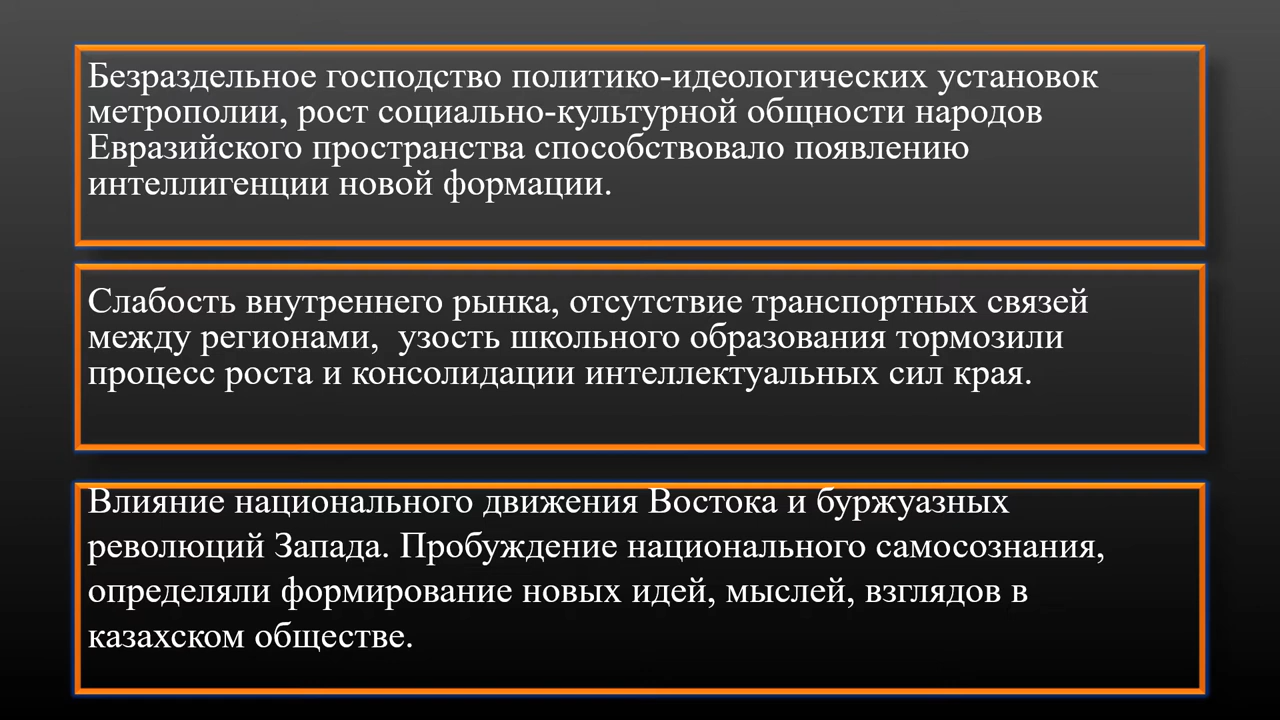 Безраздельное господство политико-идеологических установок
метрополии, рост социально-культурной общности народов
Евразийского пространства способствовало появлению
интеллигенции новой формации.
Слабость внутреннего рынка, отсутствие транспортных связей
между регионами,  узость школьного образования тормозили
процесс роста и консолидации интеллектуальных сил края.
Влияние национального движения Востока и буржуазных
революций Запада. Пробуждение национального самосознания,
определяли формирование новых идей, мыслей, взглядов в
казахском обществе.